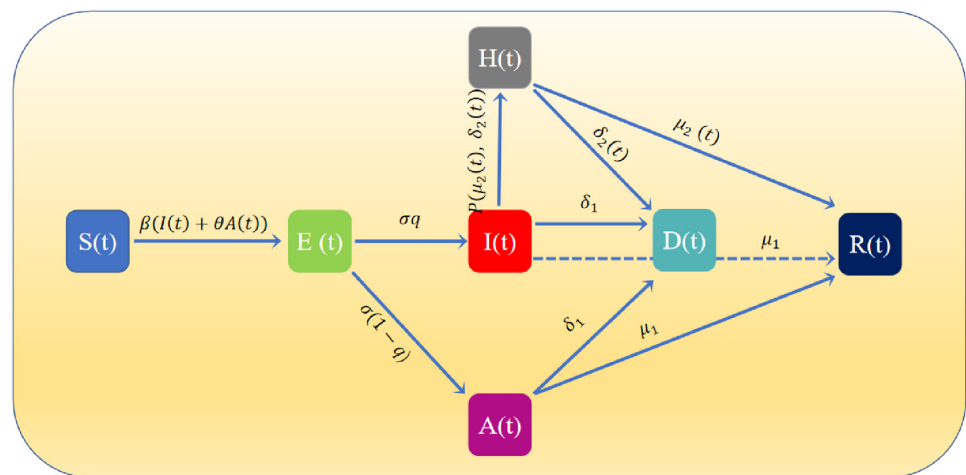 H(t)
P(μ₂(t), δ₂(t))
δ₂(t)
μ₂ (t)
S(t)
β(I(t) + θA(t))
E (t)
σq
I(t)
δ₁
D(t)
μ₁
R(t)
σ(1 − q)
δ₁
μ₁
A(t)